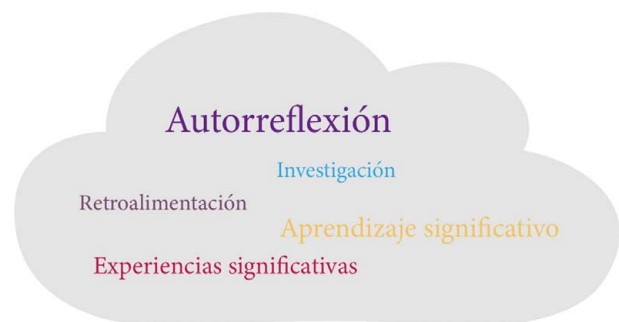 Autorreflexión
Investigación
Retroalimentación
Aprendizaje significativo
Experiencias significativas